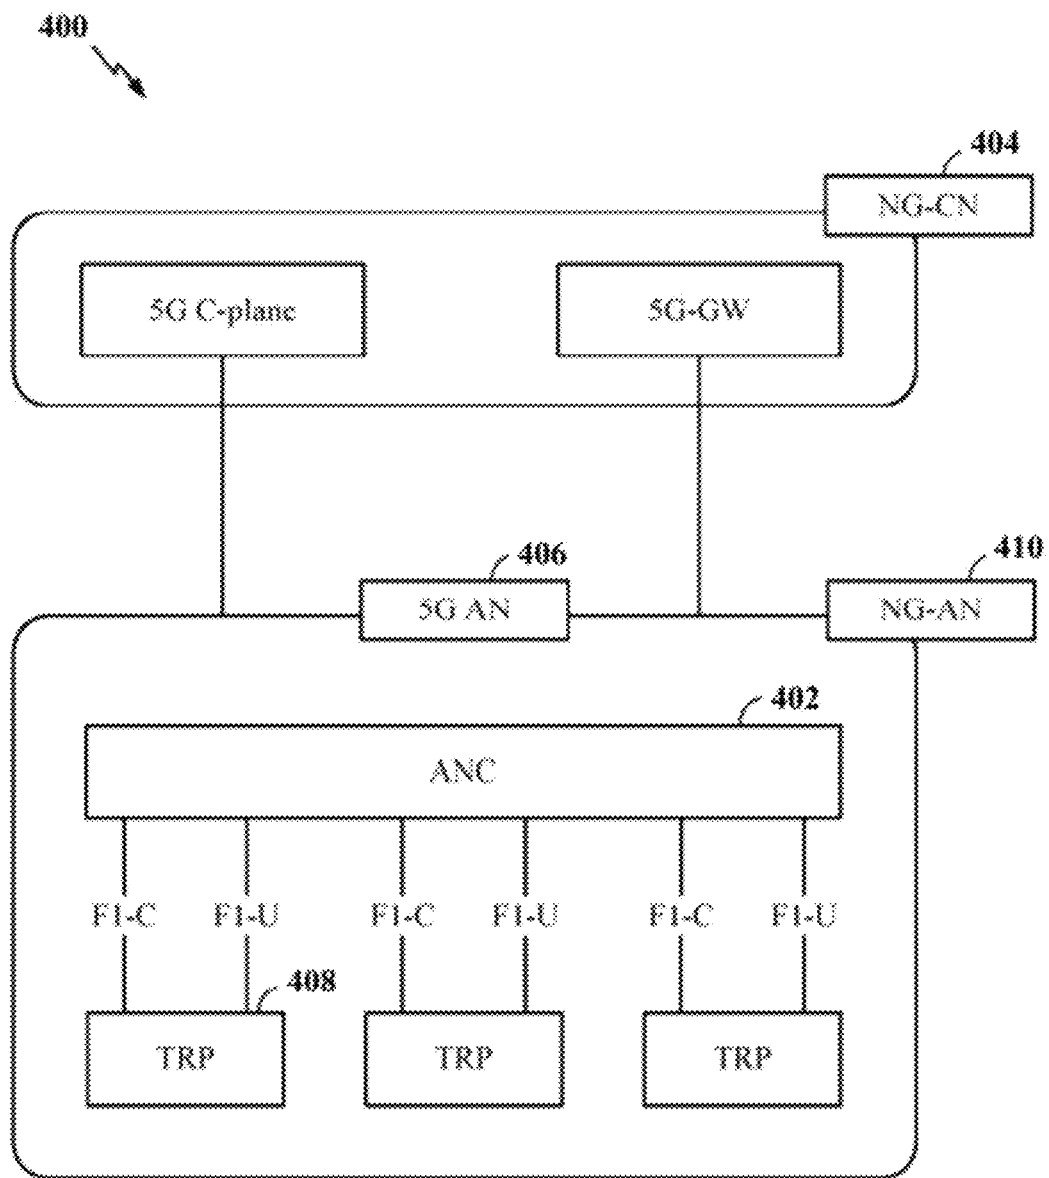 400
404
NG-CN
5G C-plane
5G-GW
406
410
5G AN
NG-AN
402
ANC
F1-C F1-U F1-C F1-U F1-C F1-U
408
TRP TRP TRP